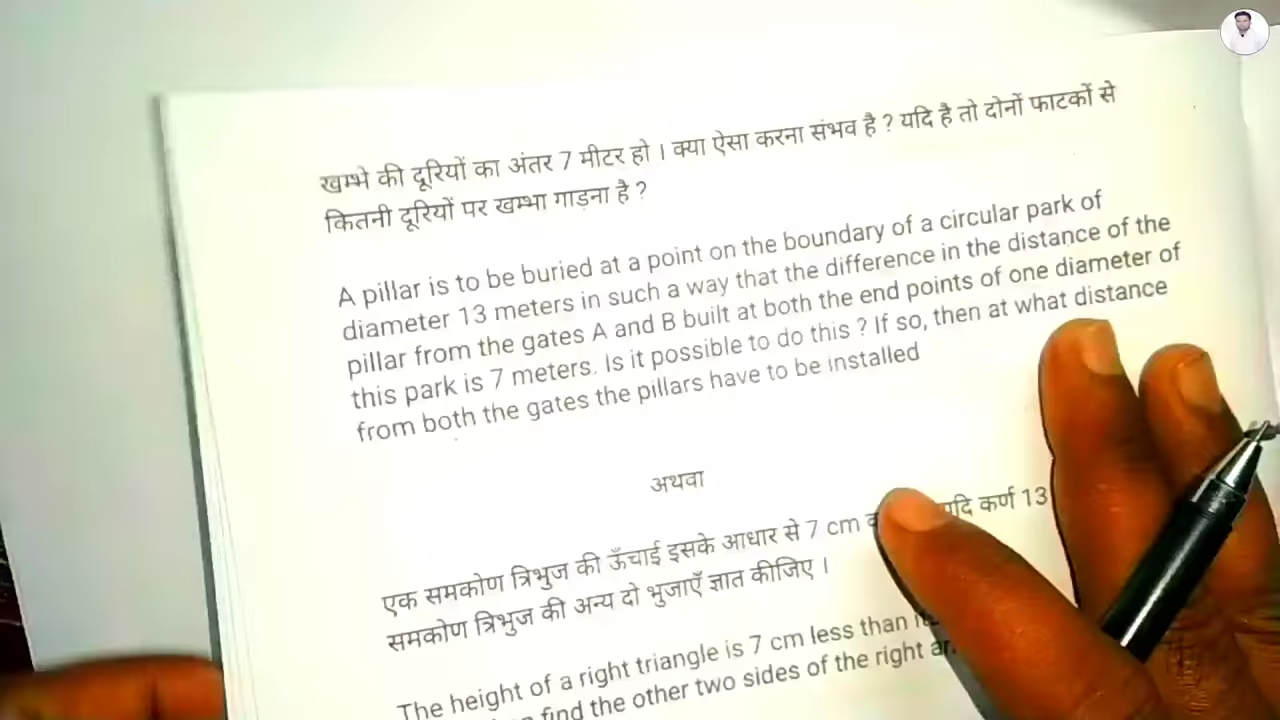 खम्भे की दूरियों का अंतर 7 मीटर हो । क्या ऐसा करना संभव है ? यदि है तो दोनों फाटकों से
कितनी दूरियों पर खम्भा गाड़ना है ?
A pillar is to be buried at a point on the boundary of a circular park of
diameter 13 meters in such a way that the difference in the distance of the
pillar from the gates A and B built at both the end points of one diameter of
this park is 7 meters. Is it possible to do this ? If so, then at what distance
from both the gates the pillars have to be installed
अथवा
एक समकोण त्रिभुज की ऊँचाई इसके आधार से 7 cm यदि कर्ण 13
समकोण त्रिभुज की अन्य दो भुजाएँ ज्ञात कीजिए ।
The height of a right triangle is 7 cm less than
find the other two sides of the right